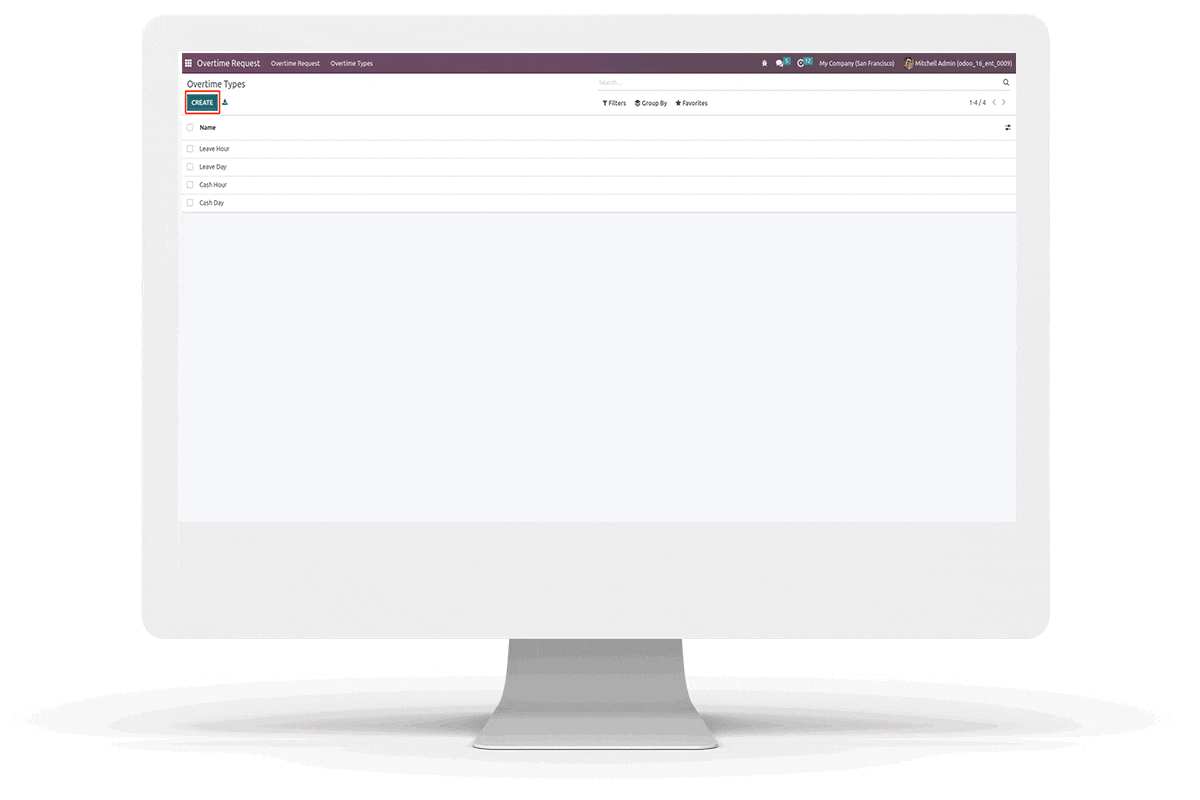 Overtime Request Overtime Request Overtime Types 5 12 My Company (San Francisco) Mitchell Admin (odoo_16_ent_0009)
Overtime Types Search...
CREATE Filters Group By Favorites 1-4 / 4
Name
Leave Hour
Leave Day
Cash Hour
Cash Day